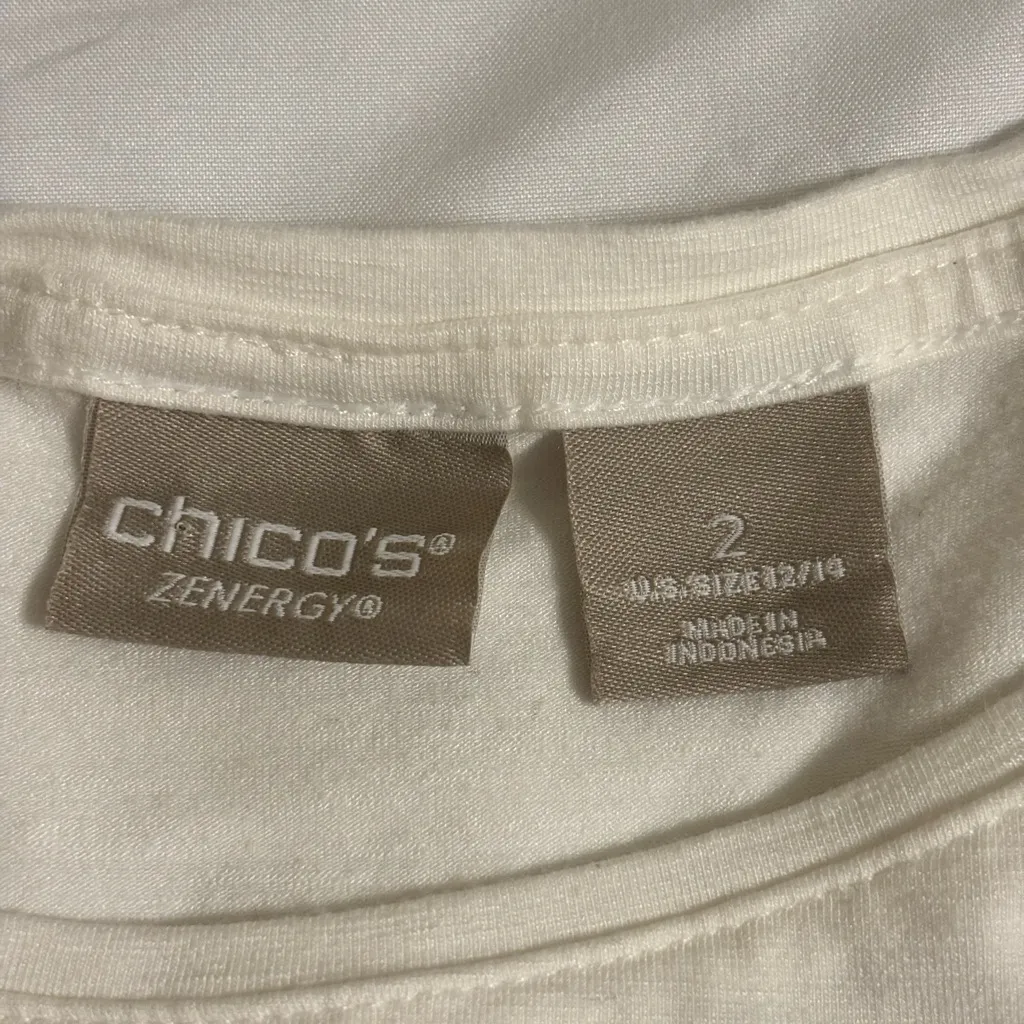 chico's®
ZENERGY®
2
U.S. SIZE 12/14
MADE IN
INDONESIA